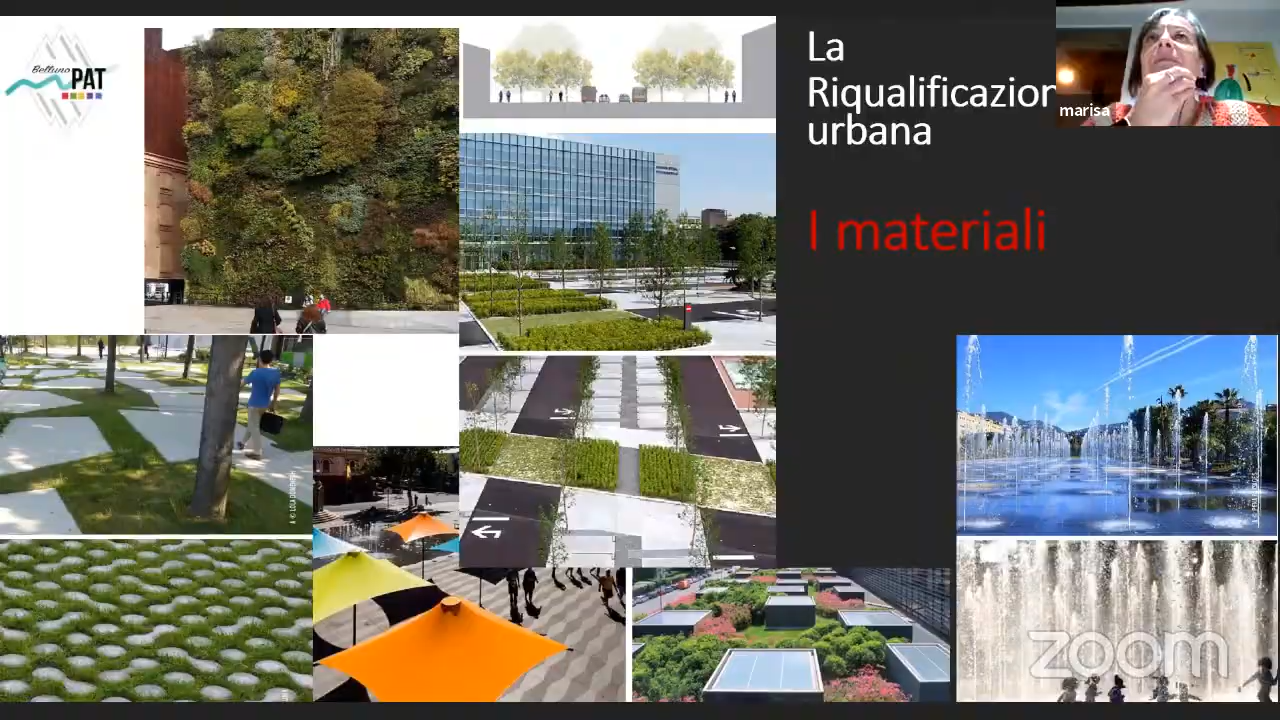 Belluno
PAT
La
Riqualificazion
urbana
I materiali
marisa
zoom